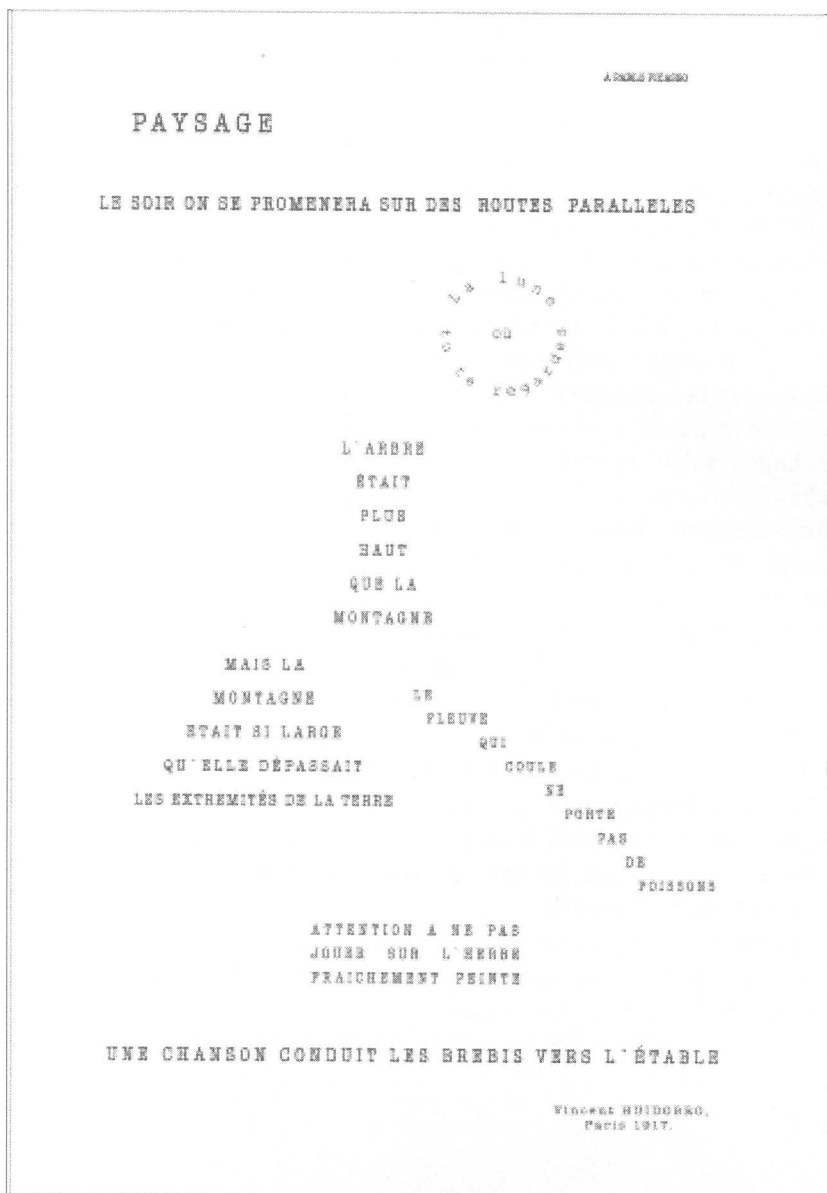 A PABLO PICASSO
PAYSAGE
LE SOIR ON SE PROMENERA SUR DES ROUTES PARALLELES
La lune
où
regardes
L'ARBRE
ÉTAIT
PLUS
HAUT
QUE LA
MONTAGNE
MAIS LA
MONTAGNE
ETAIT SI LARGE
QU'ELLE DÉPASSAIT
LES EXTREMITÉS DE LA TERRE
LE
FLEUVE
QUI
COULE
NE
PORTE
PAS
DE
POISSONS
ATTENTION A NE PAS
JOUER SUR L'HERBE
FRAICHEMENT PEINTE
UNE CHANSON CONDUIT LES BREBIS VERS L'ÉTABLE
Vincent HUIDOBRO,
Paris 1917.